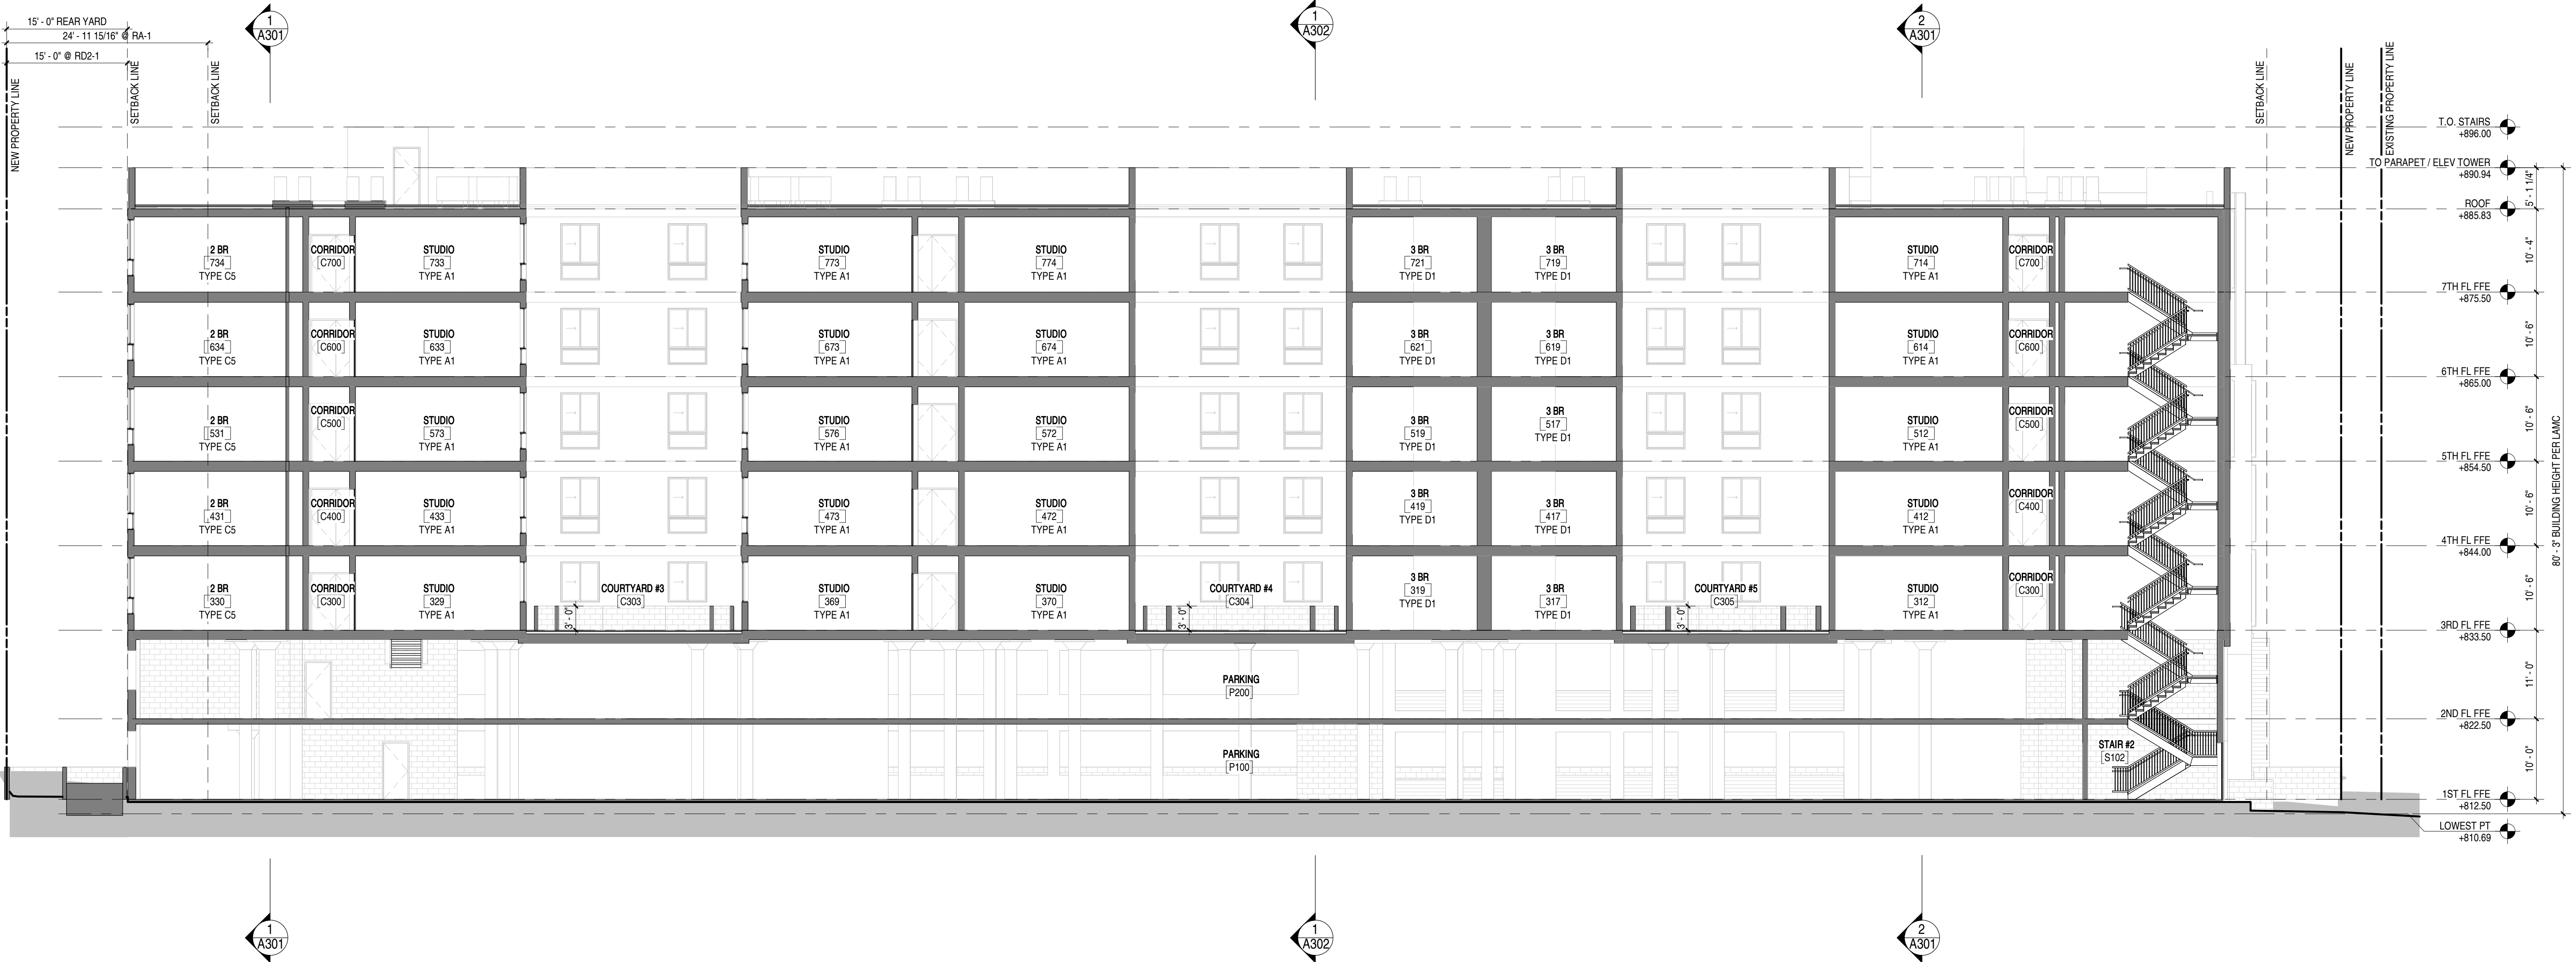 15' - 0" REAR YARD
24' - 11 15/16" @ RA-1
15' - 0" @ RD2-1
NEW PROPERTY LINE
SETBACK LINE
SETBACK LINE
1
A301
1
A302
2
A301
SETBACK LINE
NEW PROPERTY LINE
EXISTING PROPERTY LINE
T.O. STAIRS
+896.00
TO PARAPET / ELEV TOWER
+890.94
5' - 1 1/4"
ROOF
+885.83
2 BR
734
TYPE C5
CORRIDOR
C700
STUDIO
733
TYPE A1
STUDIO
773
TYPE A1
STUDIO
774
TYPE A1
3 BR
721
TYPE D1
3 BR
719
TYPE D1
STUDIO
714
TYPE A1
CORRIDOR
C700
10' - 4"
7TH FL FFE
+875.50
2 BR
634
TYPE C5
CORRIDOR
C600
STUDIO
633
TYPE A1
STUDIO
673
TYPE A1
STUDIO
674
TYPE A1
3 BR
621
TYPE D1
3 BR
619
TYPE D1
STUDIO
614
TYPE A1
CORRIDOR
C600
10' - 6"
6TH FL FFE
+865.00
2 BR
531
TYPE C5
CORRIDOR
C500
STUDIO
573
TYPE A1
STUDIO
576
TYPE A1
STUDIO
572
TYPE A1
3 BR
519
TYPE D1
3 BR
517
TYPE D1
STUDIO
512
TYPE A1
CORRIDOR
C500
10' - 6"
5TH FL FFE
+854.50
2 BR
431
TYPE C5
CORRIDOR
C400
STUDIO
433
TYPE A1
STUDIO
473
TYPE A1
STUDIO
472
TYPE A1
3 BR
419
TYPE D1
3 BR
417
TYPE D1
STUDIO
412
TYPE A1
CORRIDOR
C400
10' - 6"
4TH FL FFE
+844.00
2 BR
330
TYPE C5
CORRIDOR
C300
STUDIO
329
TYPE A1
COURTYARD #3
C303
3' - 0"
STUDIO
369
TYPE A1
STUDIO
370
TYPE A1
COURTYARD #4
C304
3' - 0"
3 BR
319
TYPE D1
3 BR
317
TYPE D1
COURTYARD #5
C305
3' - 0"
STUDIO
312
TYPE A1
CORRIDOR
C300
10' - 6"
3RD FL FFE
+833.50
80' - 3" BUILDING HEIGHT PER LAMC
PARKING
P200
11' - 0"
2ND FL FFE
+822.50
PARKING
P100
STAIR #2
S102
10' - 0"
1ST FL FFE
+812.50
LOWEST PT
+810.69
1
A301
1
A302
2
A301